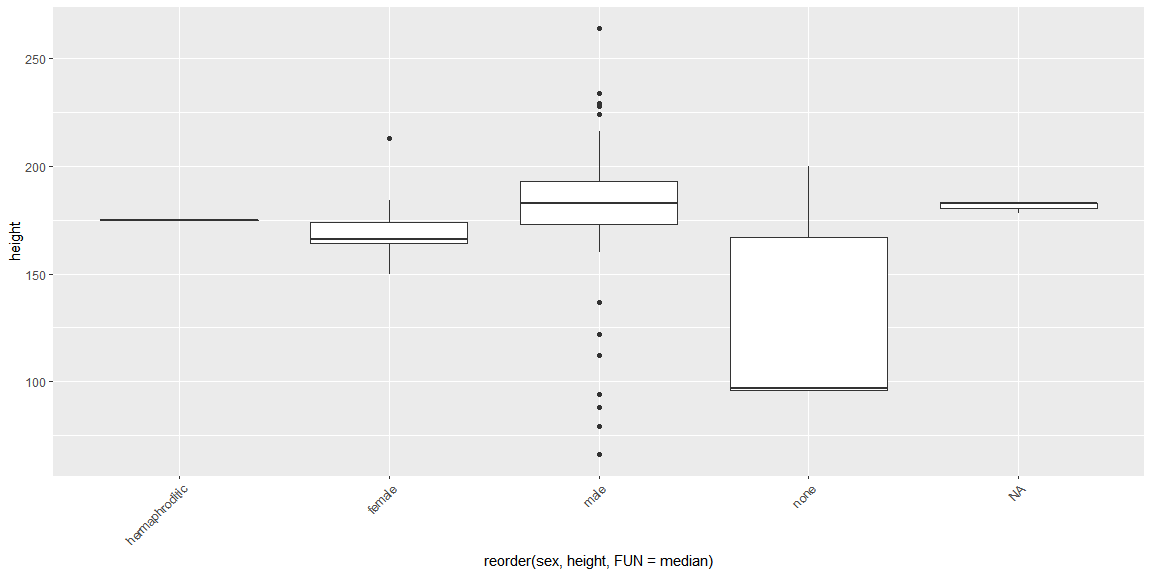 height
250
200
150
100
hermaphroditic
female
male
none
NA
reorder(sex, height, FUN = median)